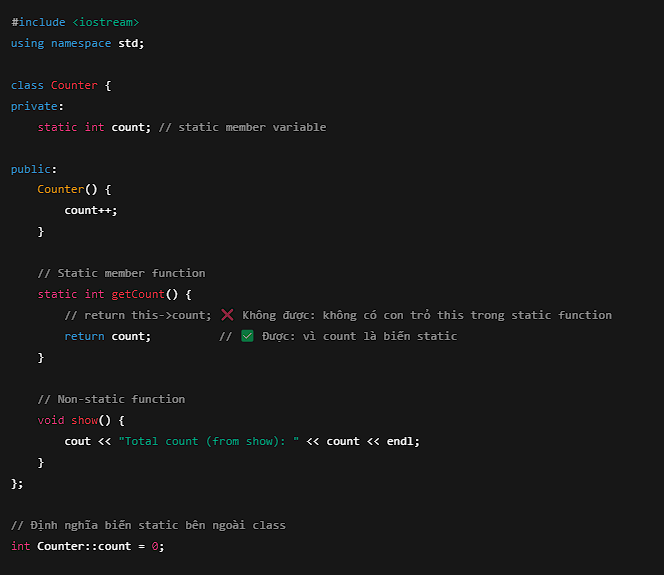 #include <iostream>
using namespace std;

class Counter {
private:
    static int count; // static member variable

public:
    Counter() {
        count++;
    }

    // Static member function
    static int getCount() {
        // return this->count; ❌ Không được: không có con trỏ this trong static function
        return count;          // ✅ Được: vì count là biến static
    }

    // Non-static function
    void show() {
        cout << "Total count (from show): " << count << endl;
    }
};

// Định nghĩa biến static bên ngoài class
int Counter::count = 0;